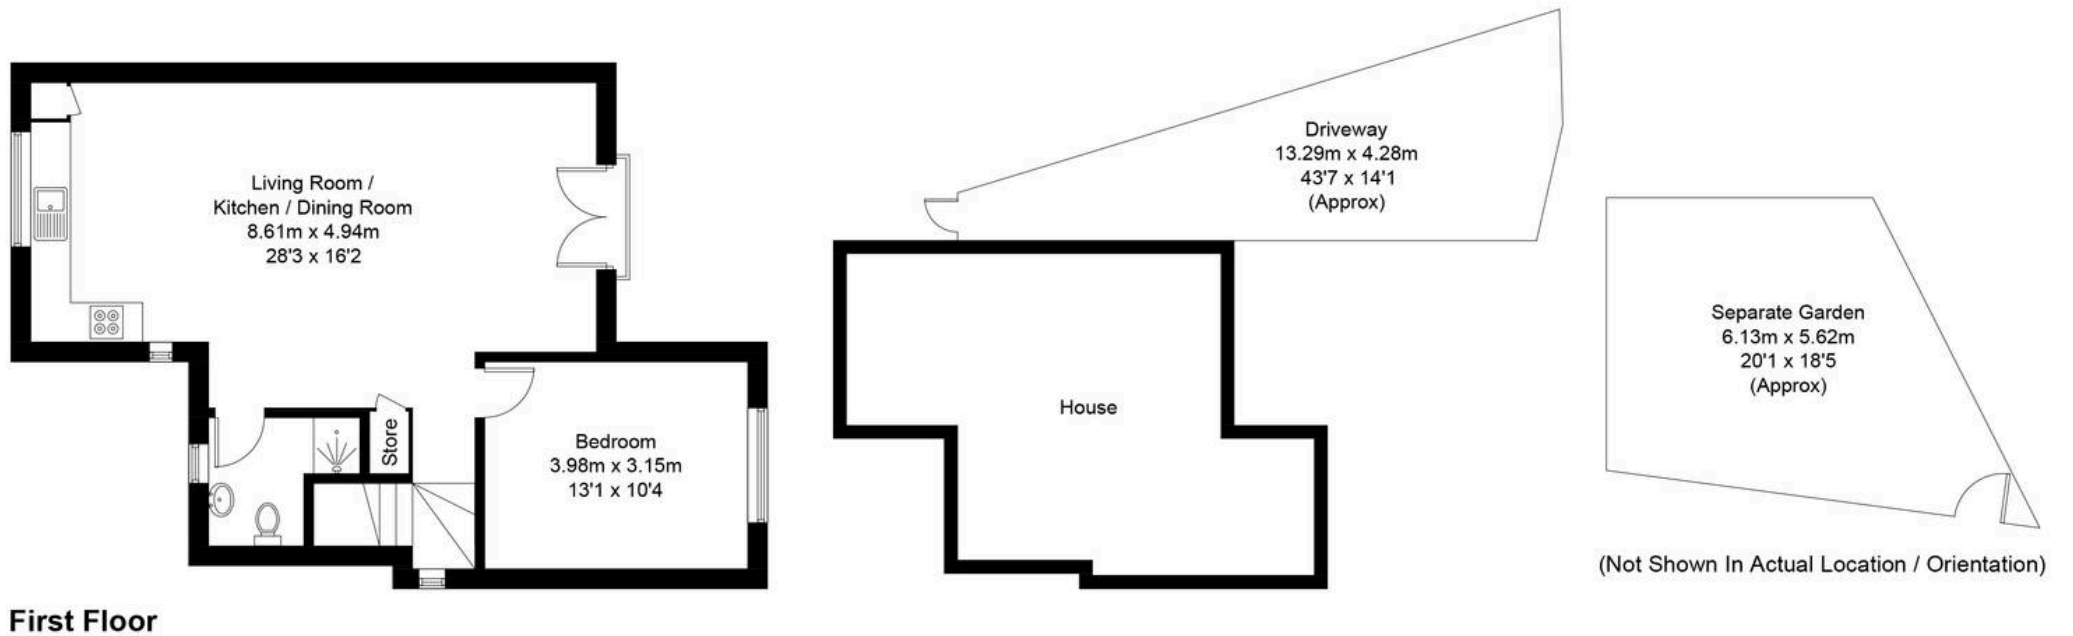 Living Room /
Kitchen / Dining Room
8.61m x 4.94m
28'3 x 16'2
Store
Bedroom
3.98m x 3.15m
13'1 x 10'4
First Floor
Driveway
13.29m x 4.28m
43'7 x 14'1
(Approx)
House
Separate Garden
6.13m x 5.62m
20'1 x 18'5
(Approx)
(Not Shown In Actual Location / Orientation)